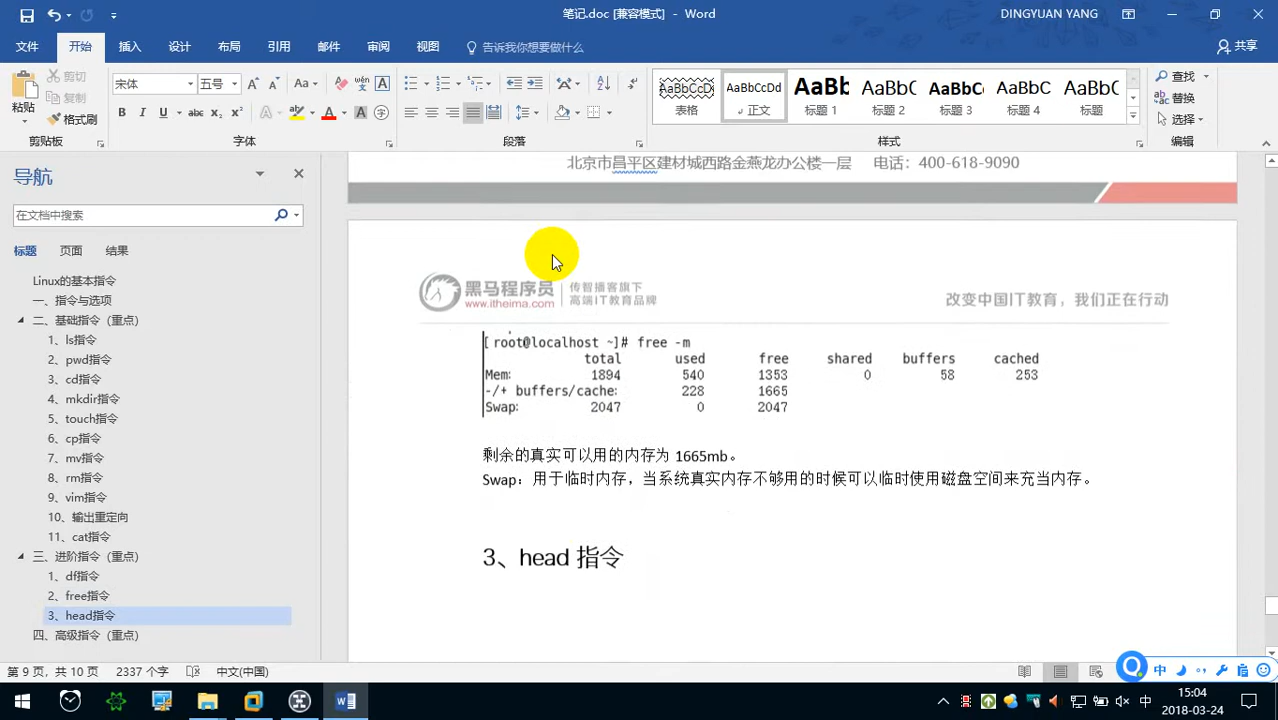 笔记.doc [兼容模式] - Word
DINGYUAN YANG
文件
开始
插入
设计
布局
引用
邮件
审阅
视图
告诉我你想要做什么
共享
粘贴
剪切
复制
格式刷
宋体
五号
剪贴板
字体
段落
AaBbCcDd
表格
AaBbCcDd
正文
AaBb
标题 1
AaBbC
标题 2
AaBbC
标题 3
AaBbC
标题 4
AaBbC
标题
样式
查找
替换
选择
编辑
导航
在文档中搜索
标题
页面
结果
Linux的基本指令
一、指令与选项
二、基础指令（重点）
1、ls指令
2、pwd指令
3、cd指令
4、mkdir指令
5、touch指令
6、cp指令
7、mv指令
8、rm指令
9、vim指令
10、输出重定向
11、cat指令
三、进阶指令（重点）
1、df指令
2、free指令
3、head指令
四、高级指令（重点）
北京市昌平区建材城西路金燕龙办公楼一层 电话：400-618-9090
黑马程序员
www.itheima.com
传智播客旗下
高端IT教育品牌
改变中国IT教育，我们正在行动
[root@localhost ~]# free -m
total used free shared buffers cached
Mem: 1894 540 1353 0 58 253
-/+ buffers/cache: 228 1665
Swap: 2047 0 2047
剩余的真实可以用的内存为 1665mb。
Swap：用于临时内存，当系统真实内存不够用的时候可以临时使用磁盘空间来充当内存。
3、head 指令
第 9 页，共 10 页
2337 个字
中文(中国)
中
中
15:04
2018-03-24